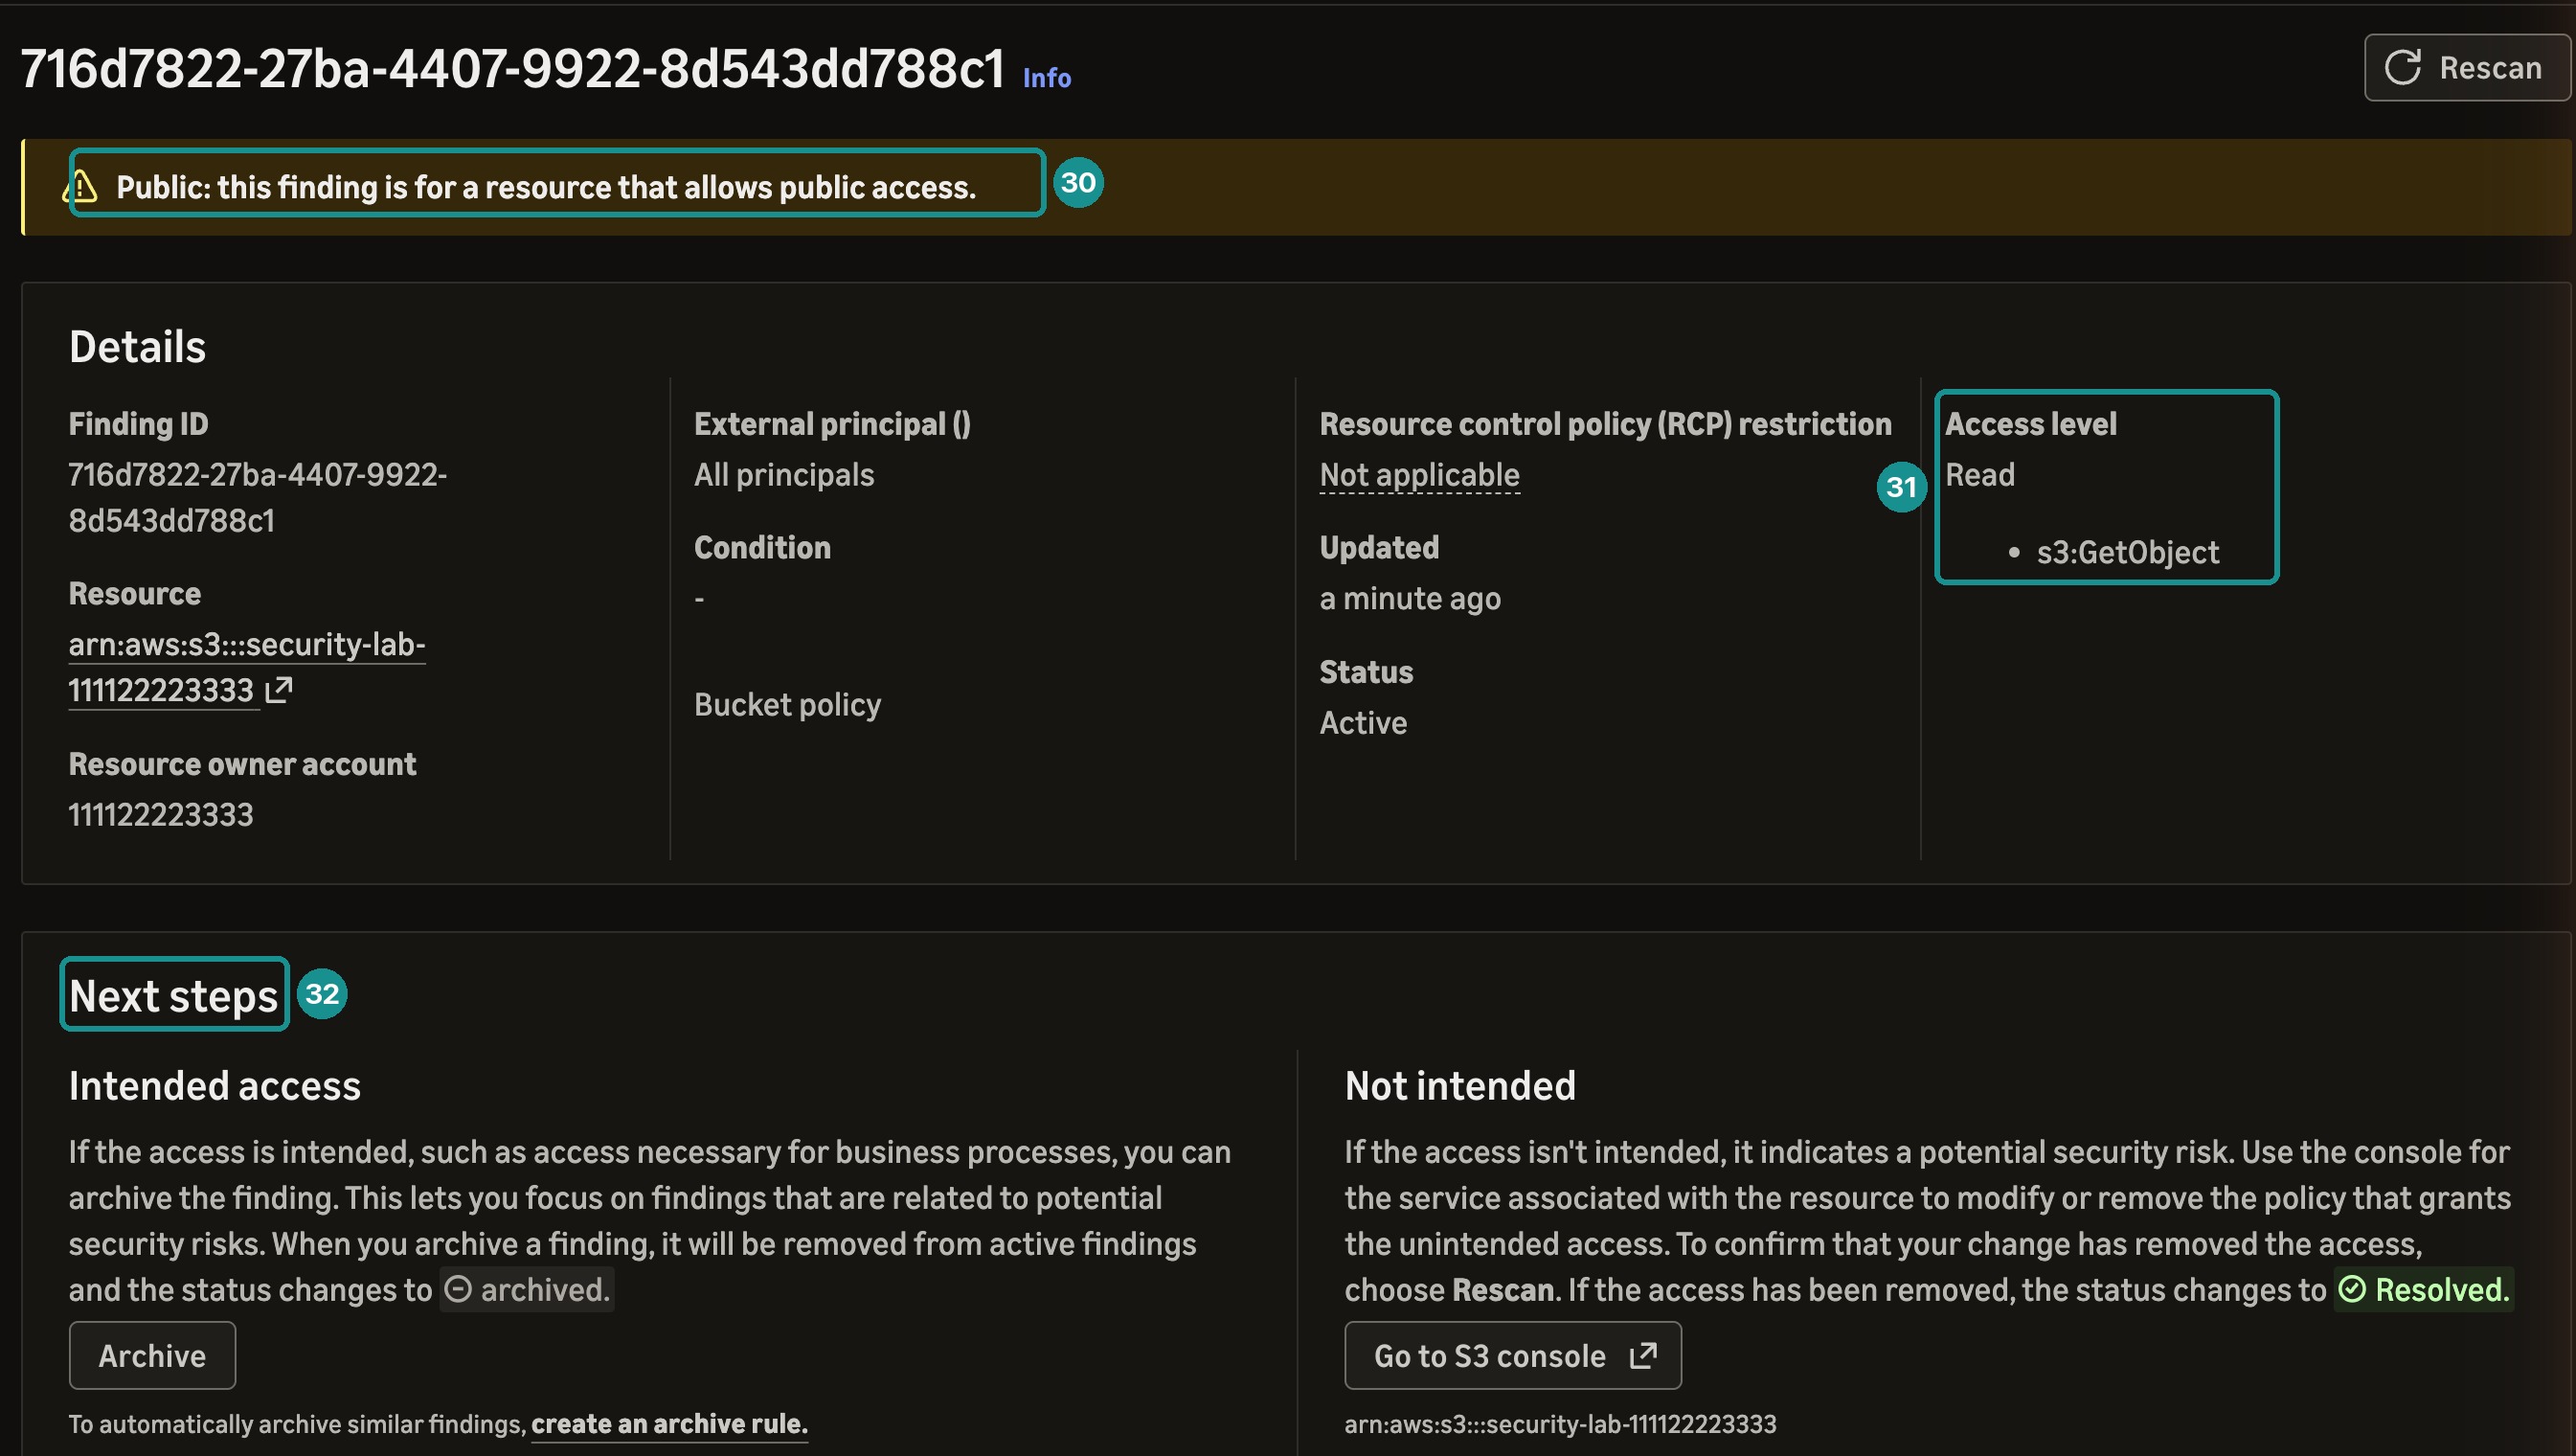 716d7822-27ba-4407-9922-8d543dd788c1 Info
Rescan
Public: this finding is for a resource that allows public access.
30
Details
Finding ID
716d7822-27ba-4407-9922-
8d543dd788c1
Resource
arn:aws:s3:::security-lab-
111122223333
Resource owner account
111122223333
External principal ()
All principals
Condition
-
Bucket policy
Resource control policy (RCP) restriction
Not applicable
Updated
a minute ago
Status
Active
31
Access level
Read
• s3:GetObject
Next steps
32
Intended access
If the access is intended, such as access necessary for business processes, you can
archive the finding. This lets you focus on findings that are related to potential
security risks. When you archive a finding, it will be removed from active findings
and the status changes to archived.
Archive
To automatically archive similar findings, create an archive rule.
Not intended
If the access isn't intended, it indicates a potential security risk. Use the console for
the service associated with the resource to modify or remove the policy that grants
the unintended access. To confirm that your change has removed the access,
choose Rescan. If the access has been removed, the status changes to Resolved.
Go to S3 console
arn:aws:s3:::security-lab-111122223333